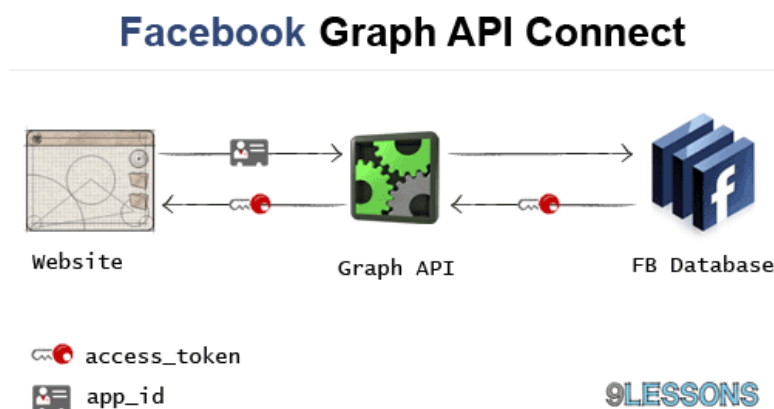 Facebook Graph API Connect
Website
Graph API
FB Database
access_token
app_id
9LESSONS